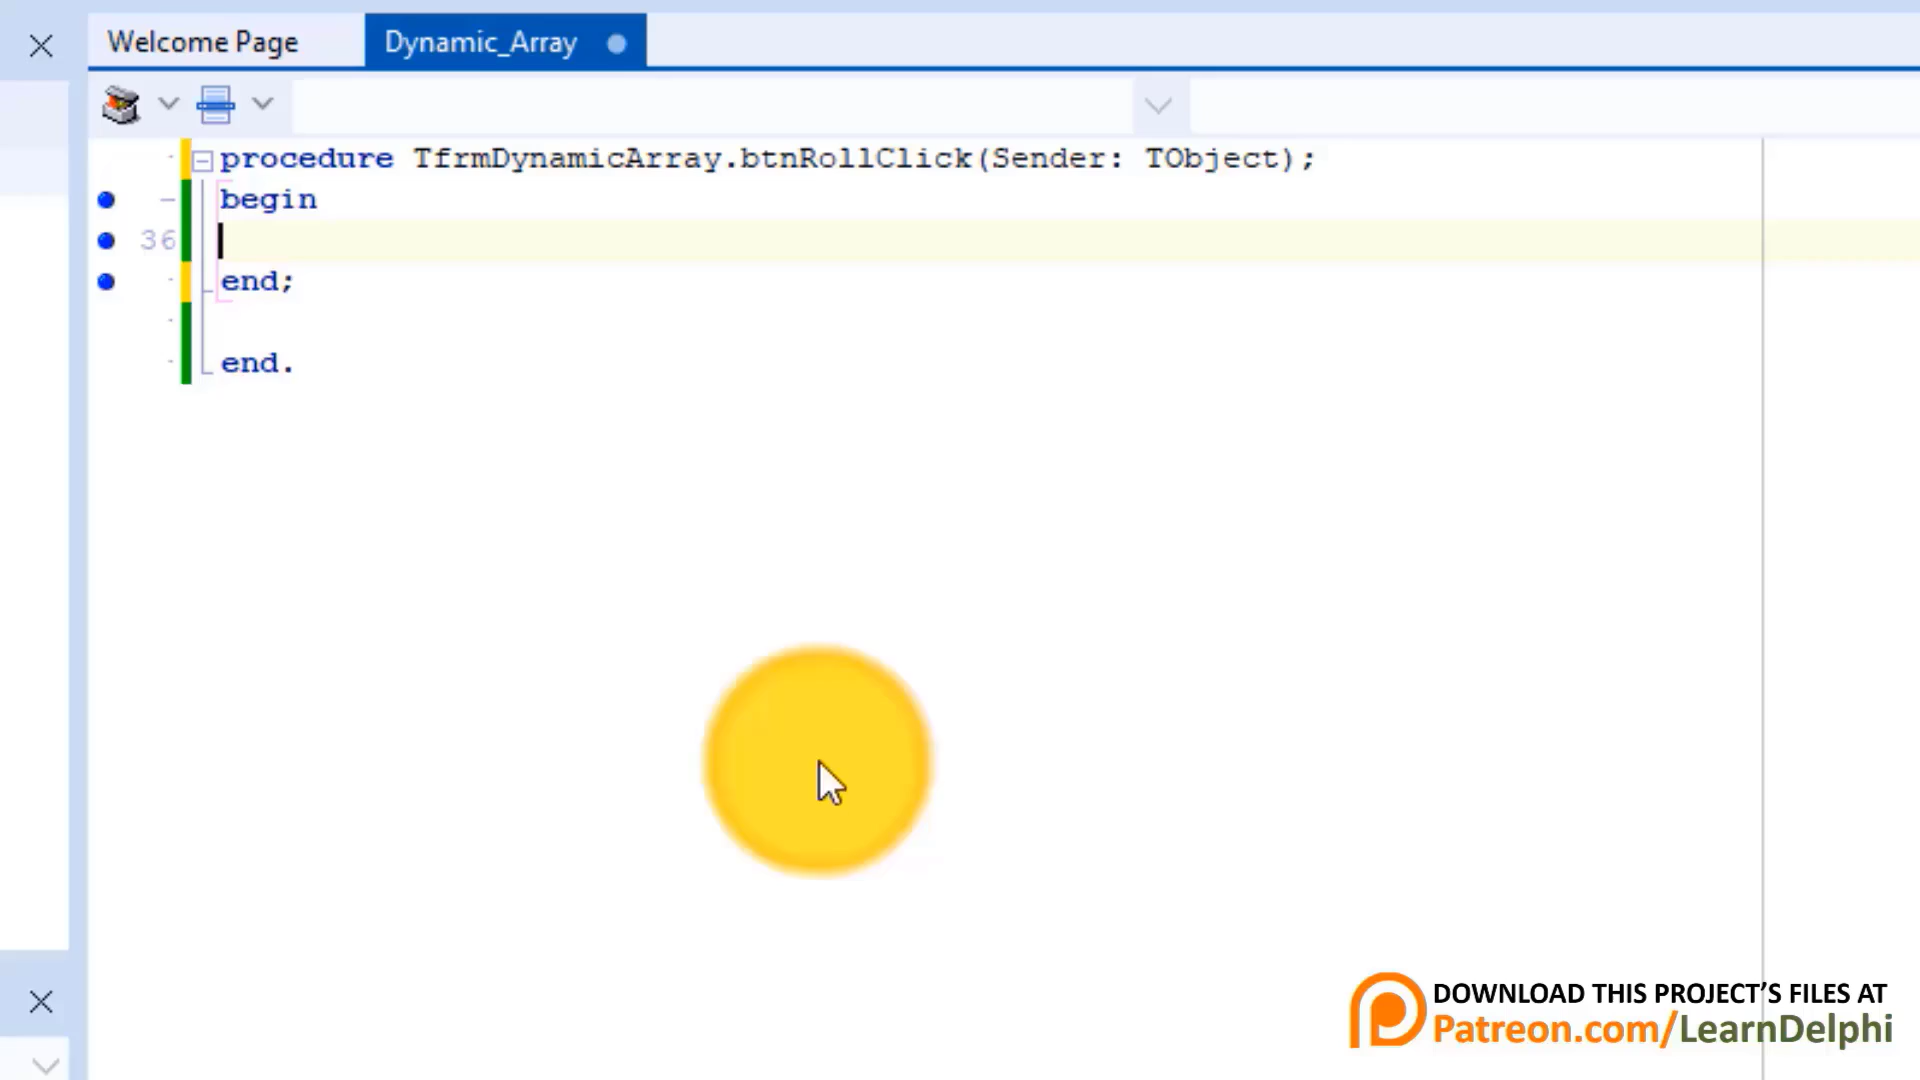 Welcome Page
Dynamic_Array
procedure TfrmDynamicArray.btnRollClick(Sender: TObject);
begin
36
end;
end.
DOWNLOAD THIS PROJECT'S FILES AT
Patreon.com/LearnDelphi